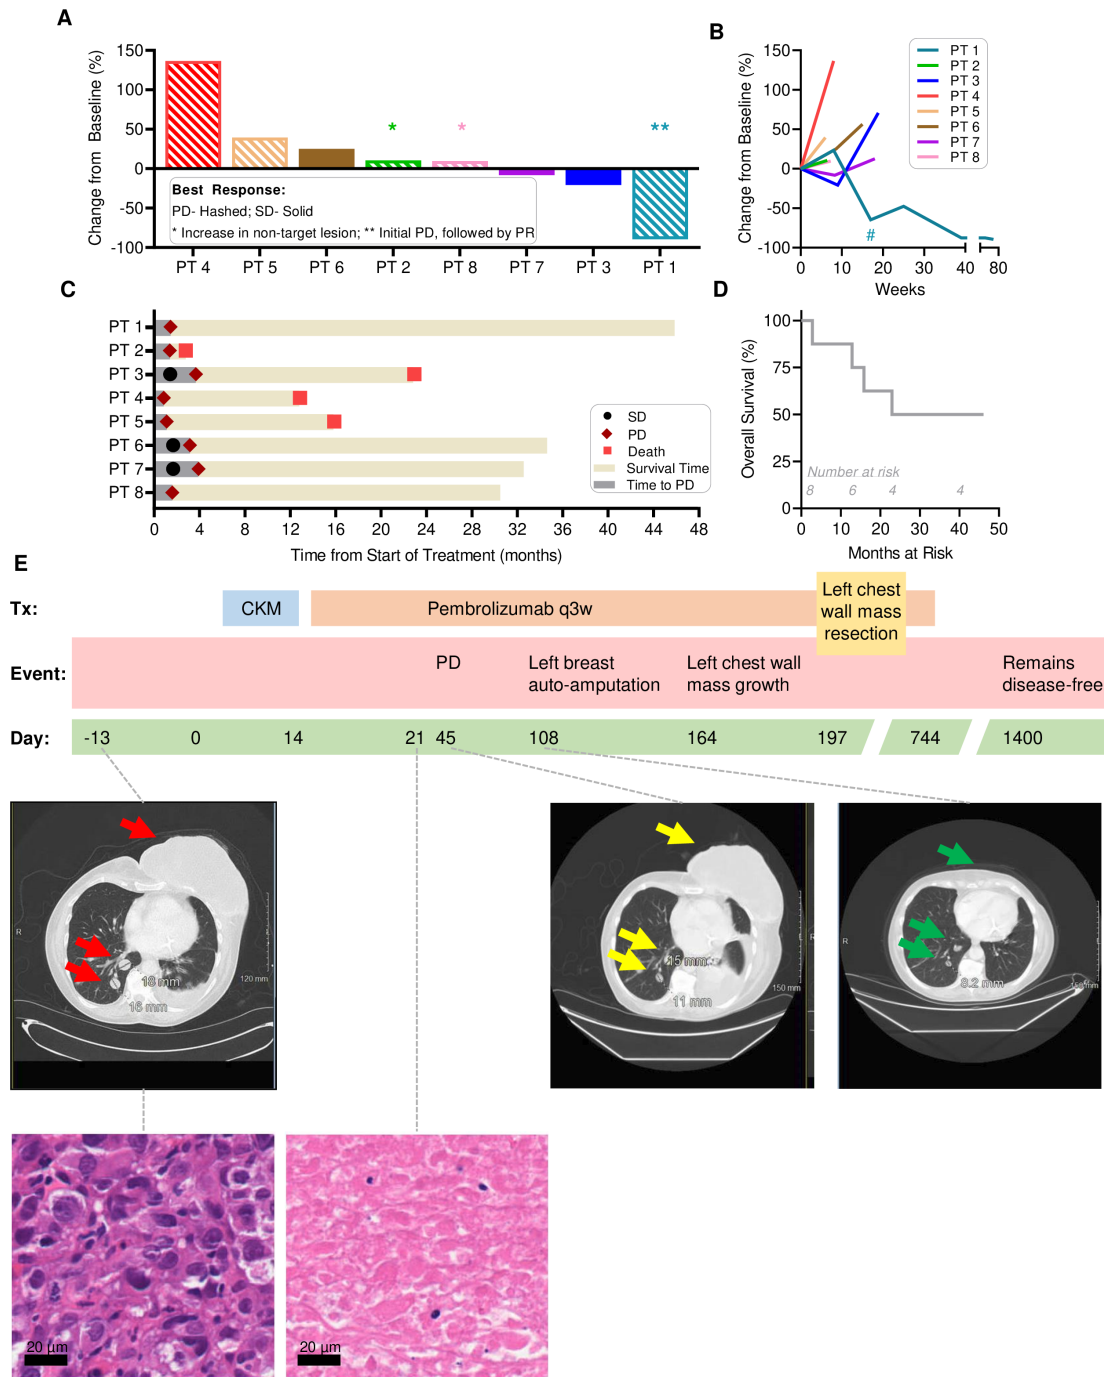 A
Change from Baseline (%)
150
100
50
0
-50
-100
*
*
**
Best Response:
PD- Hashed; SD- Solid
* Increase in non-target lesion; ** Initial PD, followed by PR
PT 4
PT 5
PT 6
PT 2
PT 8
PT 7
PT 3
PT 1
B
Change from Baseline (%)
150
100
50
0
-50
-100
#
0
10
20
30
40
80
Weeks
PT 1
PT 2
PT 3
PT 4
PT 5
PT 6
PT 7
PT 8
C
PT 1
PT 2
PT 3
PT 4
PT 5
PT 6
PT 7
PT 8
SD
PD
Death
Survival Time
Time to PD
0
4
8
12
16
20
24
28
32
36
40
44
48
Time from Start of Treatment (months)
D
Overall Survival (%)
100
75
50
25
0
Number at risk
8
6
4
4
0
10
20
30
40
50
Months at Risk
E
Tx:
CKM
Pembrolizumab q3w
Left chest
wall mass
resection
Event:
PD
Left breast
auto-amputation
Left chest wall
mass growth
Remains
disease-free
Day:
-13
0
14
21
45
108
164
197
744
1400
R
18 mm
16 mm
120 mm
R
15 mm
11 mm
150 mm
R
8.2 mm
150 mm
20 µm
20 µm